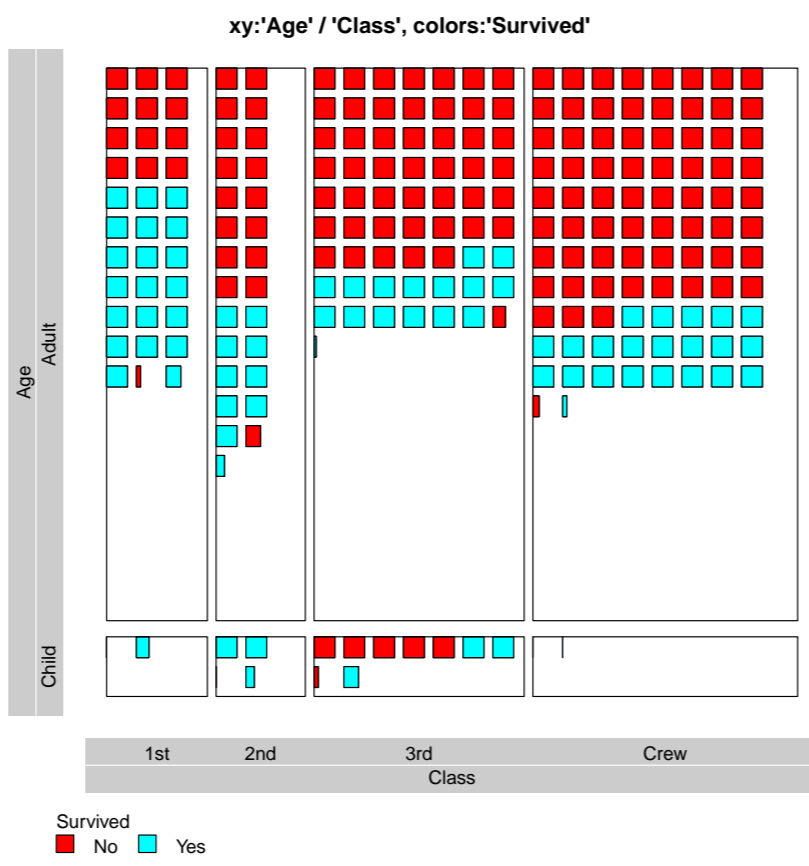 xy:'Age' / 'Class', colors:'Survived'
Age
Adult
Child
1st 2nd 3rd Crew
Class
Survived
No Yes